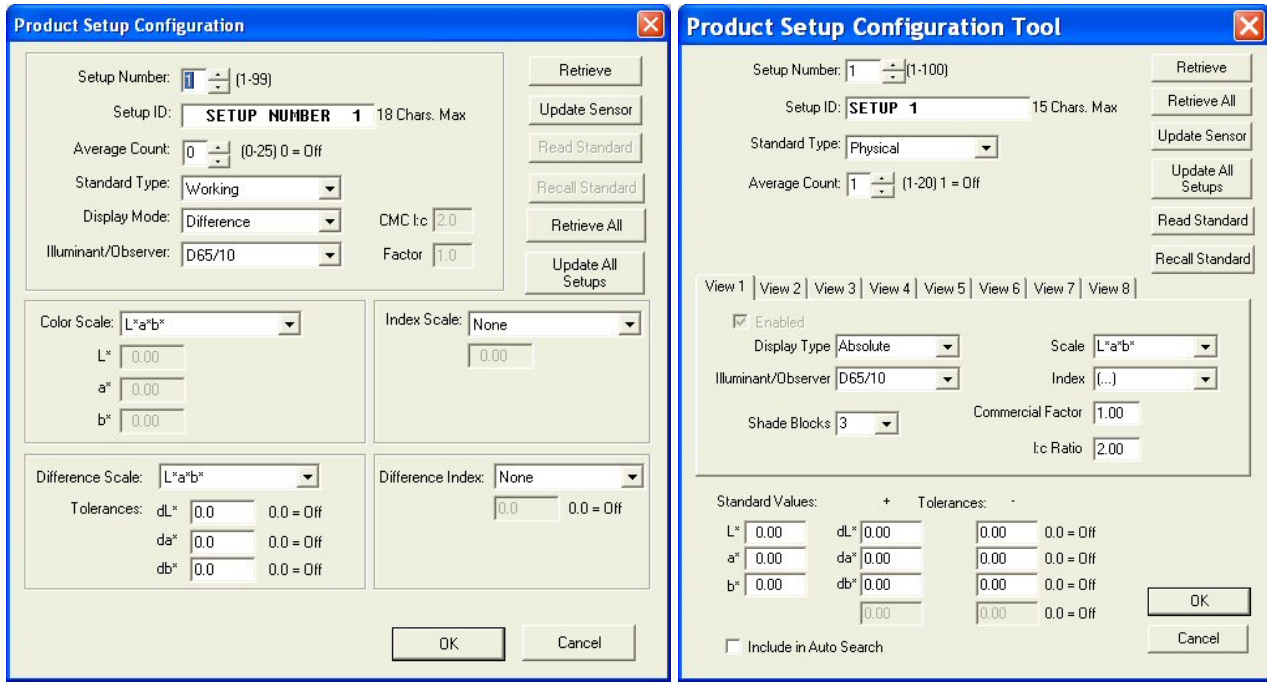 Product Setup Configuration
Setup Number: 1 (1-99)
Setup ID: SETUP NUMBER 1 18 Chars. Max
Average Count: 0 (0-25) 0 = Off
Standard Type: Working
Display Mode: Difference CMC l:c 2.0
Illuminant/Observer: D65/10 Factor 1.0
Retrieve
Update Sensor
Read Standard
Recall Standard
Retrieve All
Update All
Setups
Color Scale: L*a*b*
L* 0.00
a* 0.00
b* 0.00
Index Scale: None
0.00
Difference Scale: L*a*b*
Tolerances: dL* 0.0 0.0 = Off
da* 0.0 0.0 = Off
db* 0.0 0.0 = Off
Difference Index: None
0.0 0.0 = Off
OK Cancel
Product Setup Configuration Tool
Setup Number: 1 (1-100)
Setup ID: SETUP 1 15 Chars. Max
Standard Type: Physical
Average Count: 1 (1-20) 1 = Off
Retrieve
Retrieve All
Update Sensor
Update All
Setups
Read Standard
Recall Standard
View 1 View 2 View 3 View 4 View 5 View 6 View 7 View 8
Enabled
Display Type Absolute Scale L*a*b*
Illuminant/Observer D65/10 Index (...)
Shade Blocks 3 Commercial Factor 1.00
l:c Ratio 2.00
Standard Values: + Tolerances: -
L* 0.00 dL* 0.00 0.00 0.0 = Off
a* 0.00 da* 0.00 0.00 0.0 = Off
b* 0.00 db* 0.00 0.00 0.0 = Off
0.00 0.00 0.0 = Off
Include in Auto Search
OK
Cancel